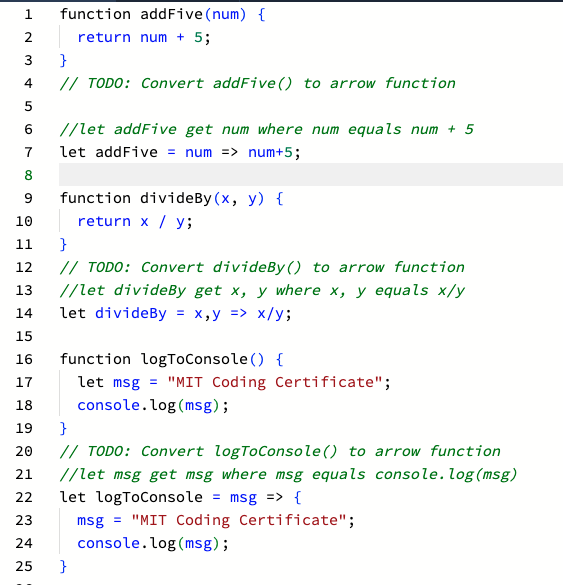 1 function addFive(num) {
2   return num + 5;
3 }
4 // TODO: Convert addFive() to arrow function
5
6 //let addFive get num where num equals num + 5
7 let addFive = num => num+5;
8
9 function divideBy(x, y) {
10   return x / y;
11 }
12 // TODO: Convert divideBy() to arrow function
13 //let divideBy get x, y where x, y equals x/y
14 let divideBy = x,y => x/y;
15
16 function logToConsole() {
17   let msg = "MIT Coding Certificate";
18   console.log(msg);
19 }
20 // TODO: Convert logToConsole() to arrow function
21 //let msg get msg where msg equals console.log(msg)
22 let logToConsole = msg => {
23   msg = "MIT Coding Certificate";
24   console.log(msg);
25 }